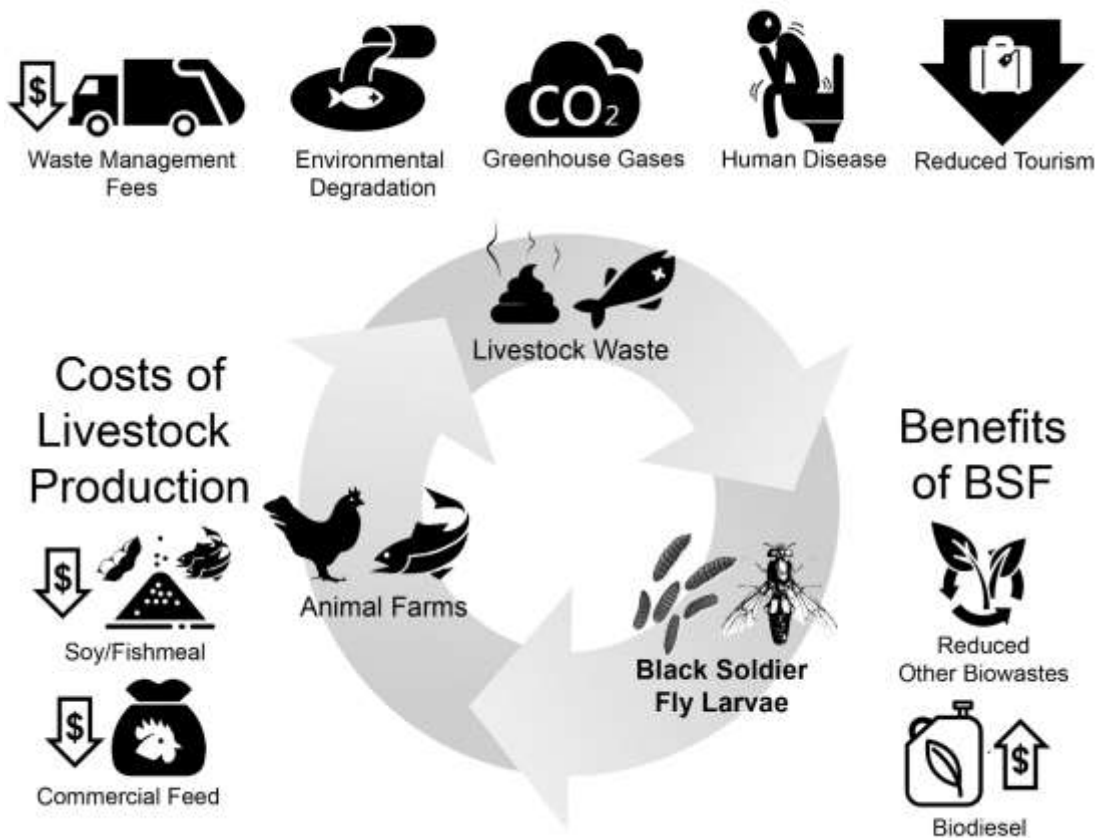 $
Waste Management
Fees
Environmental
Degradation
CO2
Greenhouse Gases
Human Disease
Reduced Tourism
Livestock Waste
Costs of
Livestock
Production
$
Soy/Fishmeal
$
Commercial Feed
Animal Farms
Black Soldier
Fly Larvae
Benefits
of BSF
Reduced
Other Biowastes
$
Biodiesel